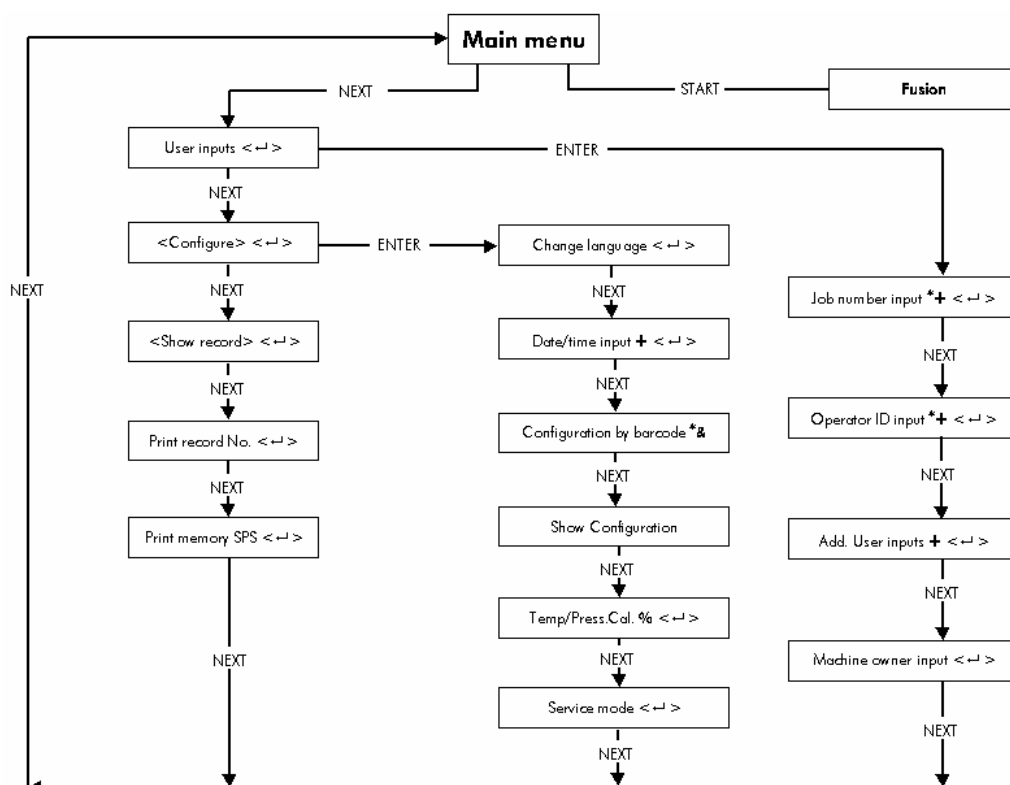 Main menu
NEXT
START
Fusion
User inputs <↵>
ENTER
NEXT
<Configure> <↵>
ENTER
Change language <↵>
NEXT
NEXT
NEXT
Job number input *+ <↵>
<Show record> <↵>
Date/time input + <↵>
NEXT
NEXT
NEXT
Print record No. <↵>
Configuration by barcode *&
Operator ID input *+ <↵>
NEXT
NEXT
NEXT
Print memory SPS <↵>
Show Configuration
Add. User inputs + <↵>
NEXT
NEXT
Temp/Press.Cal. % <↵>
NEXT
Machine owner input <↵>
NEXT
Service mode <↵>
NEXT
NEXT